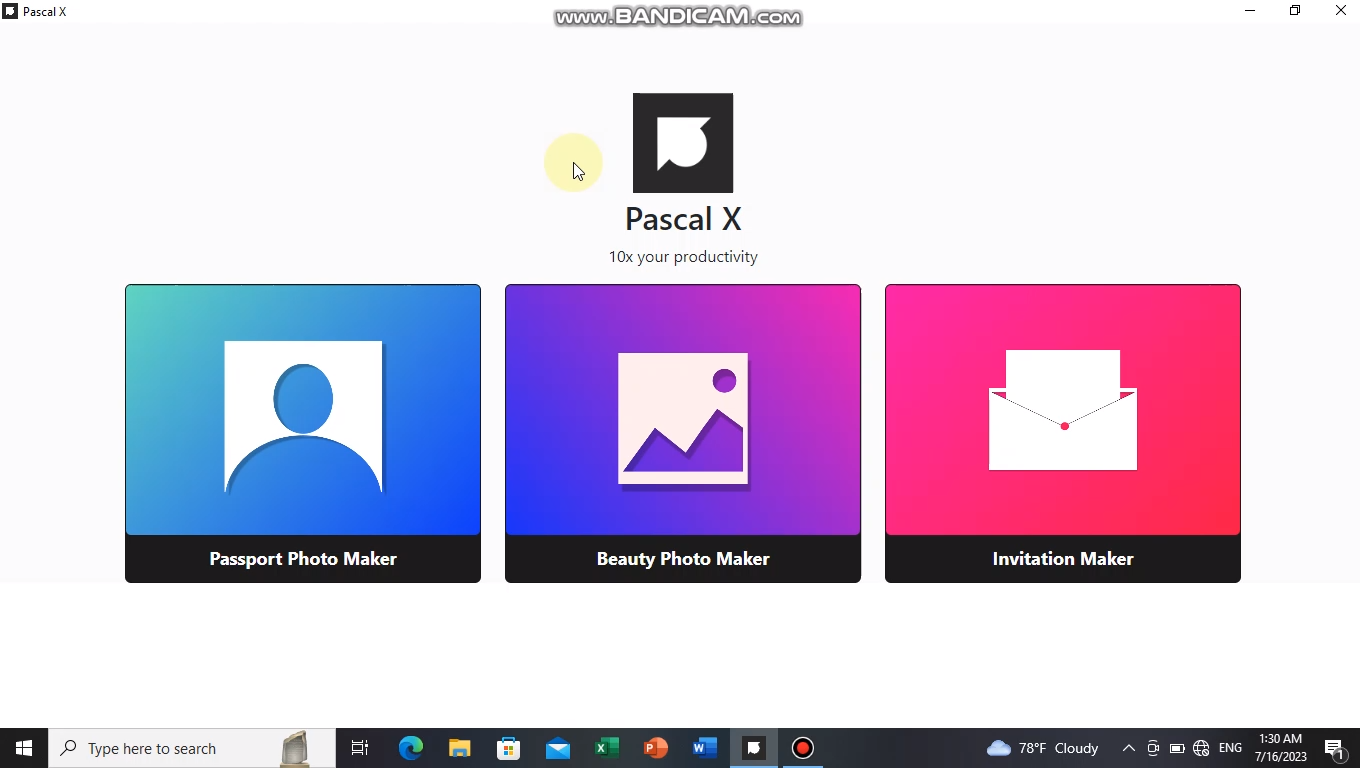 Pascal X
www.BANDICAM.com
Pascal X
10x your productivity
Passport Photo Maker
Beauty Photo Maker
Invitation Maker
Type here to search
78°F Cloudy
ENG
1:30 AM
7/16/2023
1